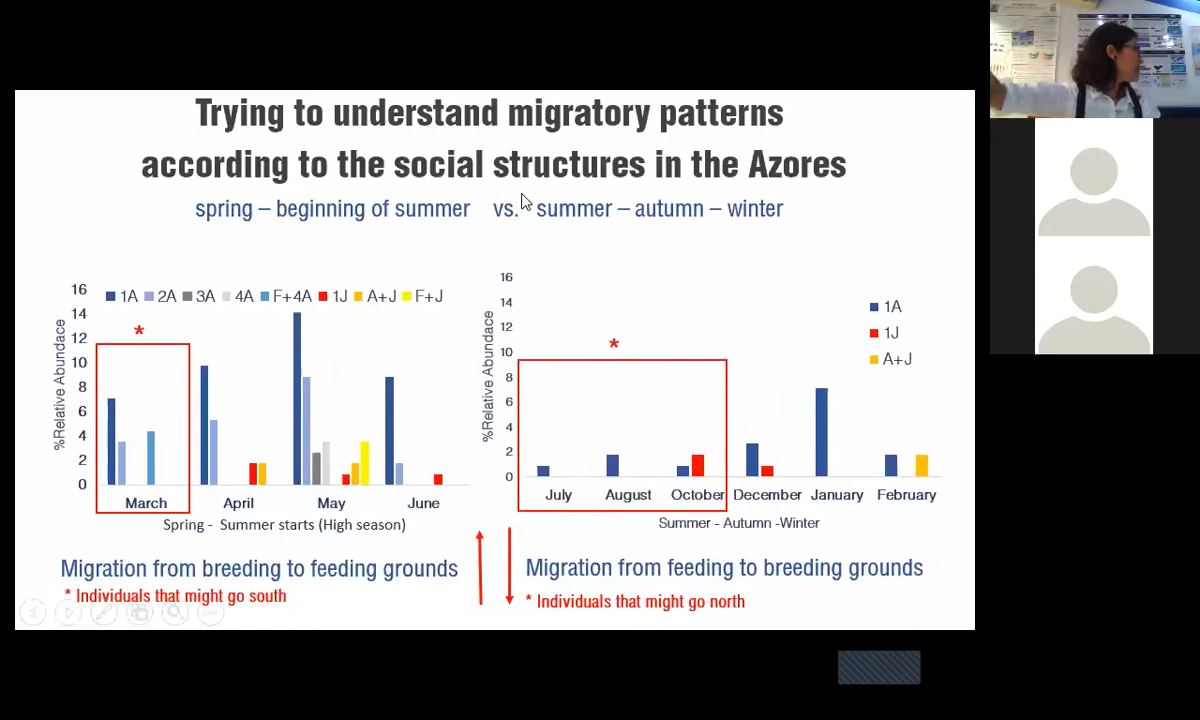 Trying to understand migratory patterns
according to the social structures in the Azores
spring – beginning of summer vs. summer – autumn – winter
%Relative Abundace
16
14
12
10
8
6
4
2
0
1A 2A 3A 4A F+4A 1J A+J F+J
*
March April May June
Spring - Summer starts (High season)
%Relative Abundance
16
14
12
10
8
6
4
2
0
1A
1J
A+J
*
July August October December January February
Summer - Autumn -Winter
Migration from breeding to feeding grounds
* Individuals that might go south
Migration from feeding to breeding grounds
* Individuals that might go north